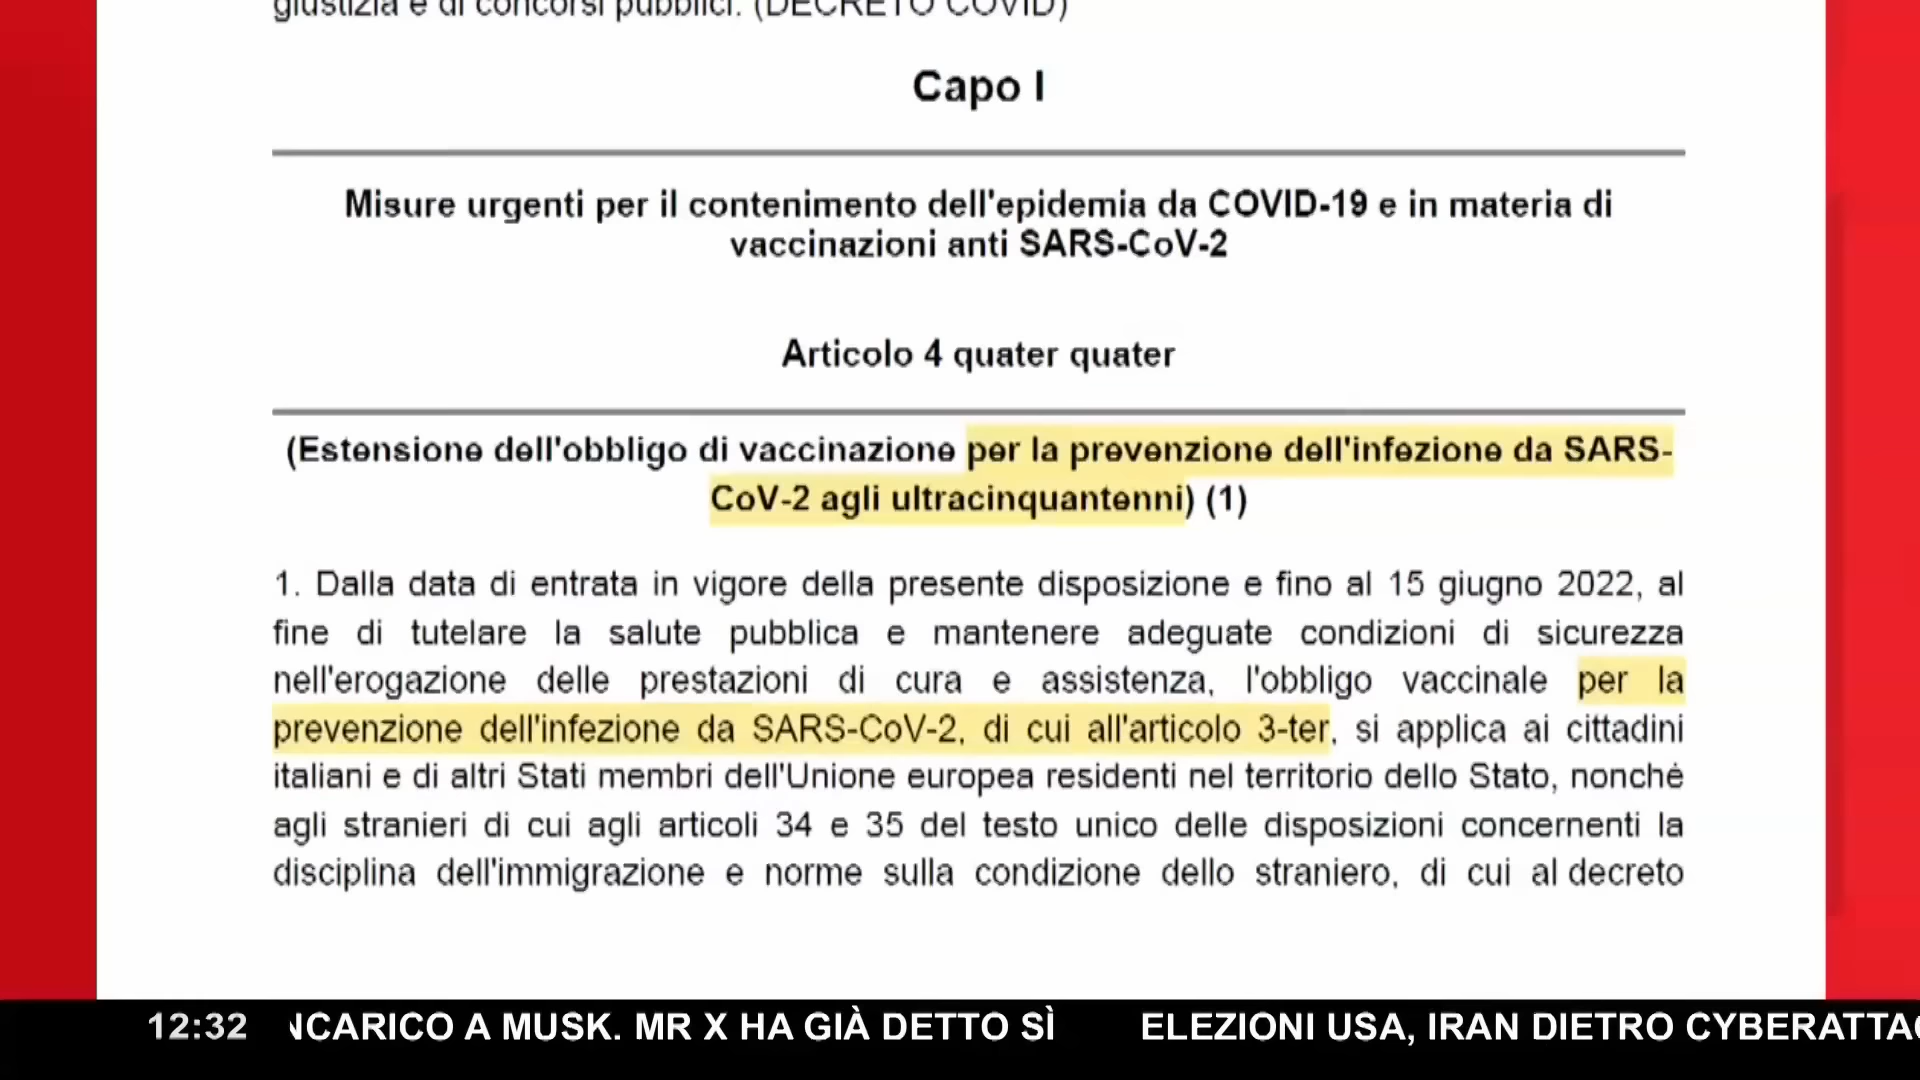 giustizia e di concorsi pubblici. (DECRETO COVID)
Capo I
Misure urgenti per il contenimento dell'epidemia da COVID-19 e in materia di
vaccinazioni anti SARS-CoV-2
Articolo 4 quater quater
(Estensione dell'obbligo di vaccinazione per la prevenzione dell'infezione da SARS-
CoV-2 agli ultracinquantenni) (1)
1. Dalla data di entrata in vigore della presente disposizione e fino al 15 giugno 2022, al
fine di tutelare la salute pubblica e mantenere adeguate condizioni di sicurezza
nell'erogazione delle prestazioni di cura e assistenza, l'obbligo vaccinale per la
prevenzione dell'infezione da SARS-CoV-2, di cui all'articolo 3-ter, si applica ai cittadini
italiani e di altri Stati membri dell'Unione europea residenti nel territorio dello Stato, nonché
agli stranieri di cui agli articoli 34 e 35 del testo unico delle disposizioni concernenti la
disciplina dell'immigrazione e norme sulla condizione dello straniero, di cui al decreto
12:32 NCARICO A MUSK. MR X HA GIÀ DETTO SÌ ELEZIONI USA, IRAN DIETRO CYBERATTAC